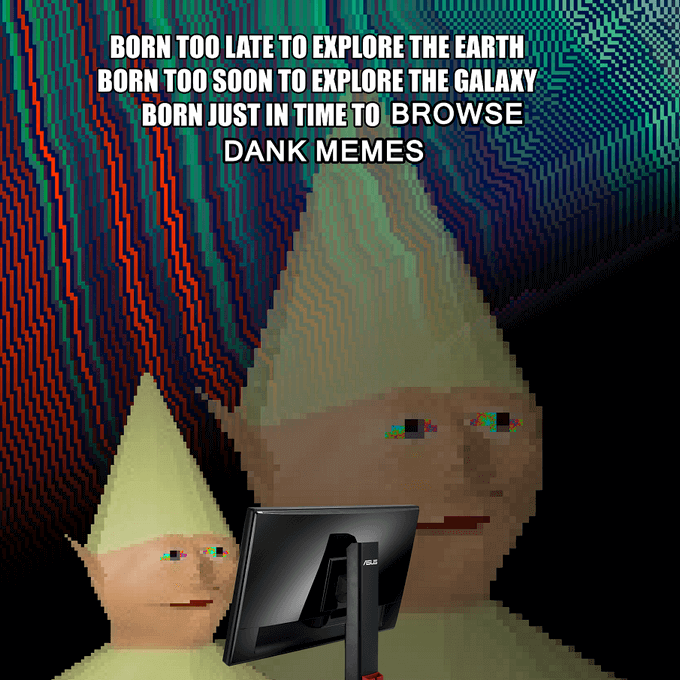 BORN TOO LATE TO EXPLORE THE EARTH
BORN TOO SOON TO EXPLORE THE GALAXY
BORN JUST IN TIME TO BROWSE
DANK MEMES
ASUS